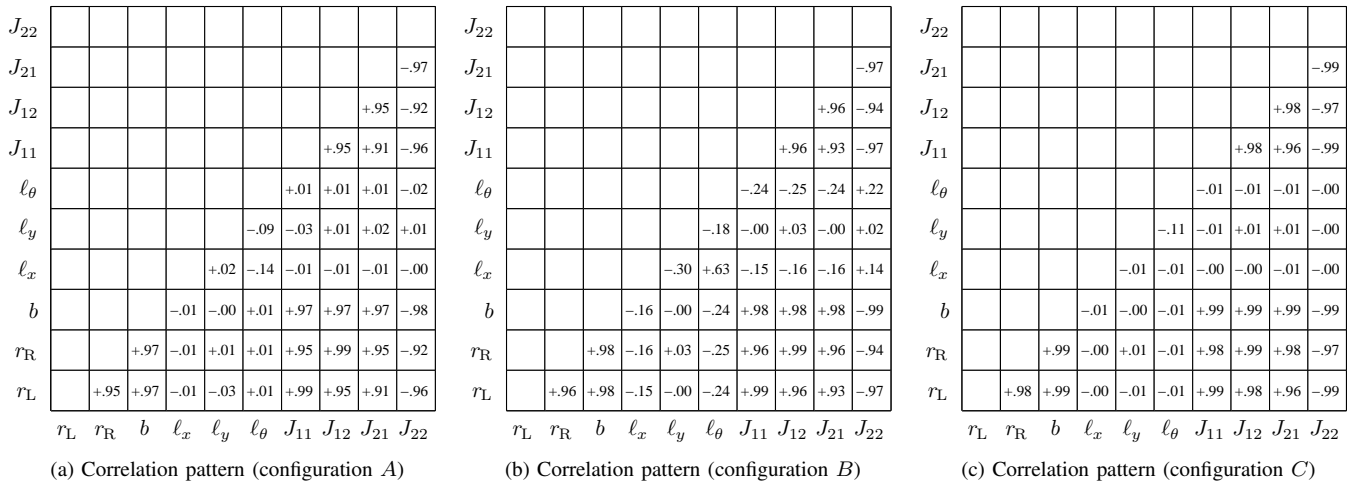 J22 J22 J22
J21 −.97 J21 −.97 J21 −.99
J12 +.95 −.92 J12 +.96 −.94 J12 +.98 −.97
J11 +.95 +.91 −.96 J11 +.96 +.93 −.97 J11 +.98 +.96 −.99
ℓθ +.01 +.01 +.01 −.02 ℓθ −.24 −.25 −.24 +.22 ℓθ −.01 −.01 −.01 −.00
ℓy −.09 −.03 +.01 +.02 +.01 ℓy −.18 −.00 +.03 −.00 +.02 ℓy −.11 −.01 +.01 +.01 −.00
ℓx +.02 −.14 −.01 −.01 −.01 −.00 ℓx −.30 +.63 −.15 −.16 −.16 +.14 ℓx −.01 −.01 −.00 −.00 −.01 −.00
b −.01 −.00 +.01 +.97 +.97 +.97 −.98 b −.16 −.00 −.24 +.98 +.98 +.98 −.99 b −.01 −.00 −.01 +.99 +.99 +.99 −.99
rR +.97 −.01 +.01 +.01 +.95 +.99 +.95 −.92 rR +.98 −.16 +.03 −.25 +.96 +.99 +.96 −.94 rR +.99 −.00 +.01 −.01 +.98 +.99 +.98 −.97
rL +.95 +.97 −.01 −.03 +.01 +.99 +.95 +.91 −.96 rL +.96 +.98 −.15 −.00 −.24 +.99 +.96 +.93 −.97 rL +.98 +.99 −.00 −.01 −.01 +.99 +.98 +.96 −.99
rL rR b ℓx ℓy ℓθ J11 J12 J21 J22 rL rR b ℓx ℓy ℓθ J11 J12 J21 J22 rL rR b ℓx ℓy ℓθ J11 J12 J21 J22
(a) Correlation pattern (configuration A) (b) Correlation pattern (configuration B) (c) Correlation pattern (configuration C)